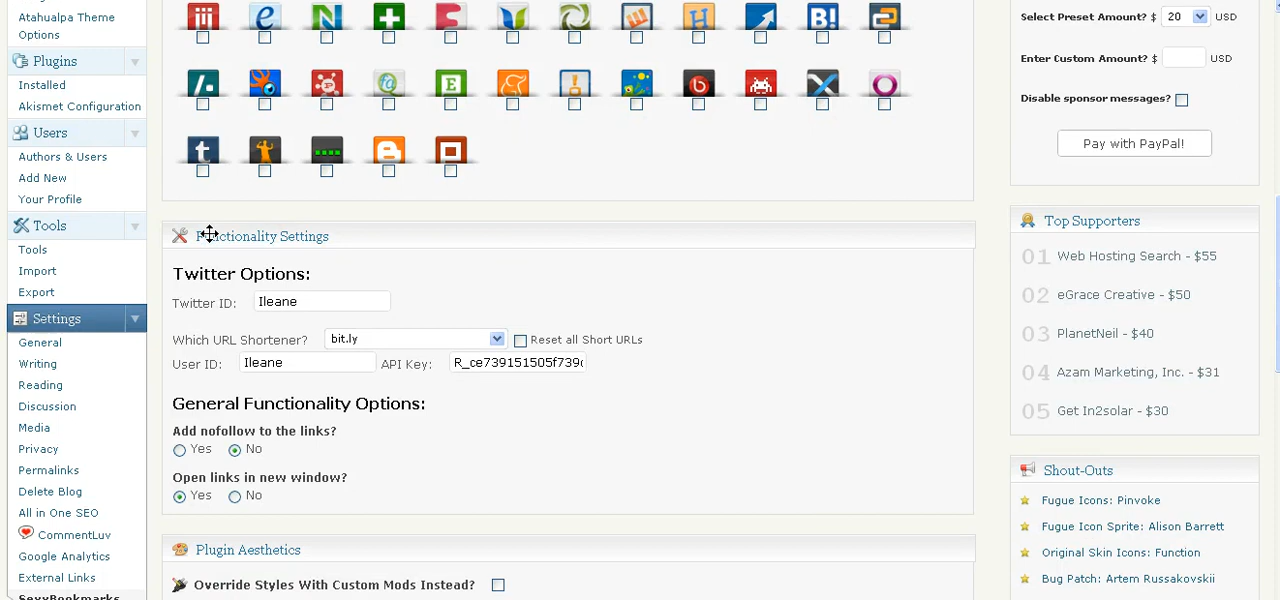 Atahualpa Theme
Options
Plugins
Installed
Akismet Configuration
Users
Authors & Users
Add New
Your Profile
Tools
Tools
Import
Export
Settings
General
Writing
Reading
Discussion
Media
Privacy
Permalinks
Delete Blog
All in One SEO
CommentLuv
Google Analytics
External Links
SexyBookmarks
Functionality Settings
Twitter Options:
Twitter ID: Ileane
Which URL Shortener? bit.ly Reset all Short URLs
User ID: Ileane API Key: R_ce739151505f739
General Functionality Options:
Add nofollow to the links?
Yes No
Open links in new window?
Yes No
Plugin Aesthetics
Override Styles With Custom Mods Instead?
Select Preset Amount? $ 20 USD
Enter Custom Amount? $ USD
Disable sponsor messages?
Pay with PayPal!
Top Supporters
01 Web Hosting Search - $55
02 eGrace Creative - $50
03 PlanetNeil - $40
04 Azam Marketing, Inc. - $31
05 Get In2solar - $30
Shout-Outs
Fugue Icons: Pinvoke
Fugue Icon Sprite: Alison Barrett
Original Skin Icons: Function
Bug Patch: Artem Russakovskii